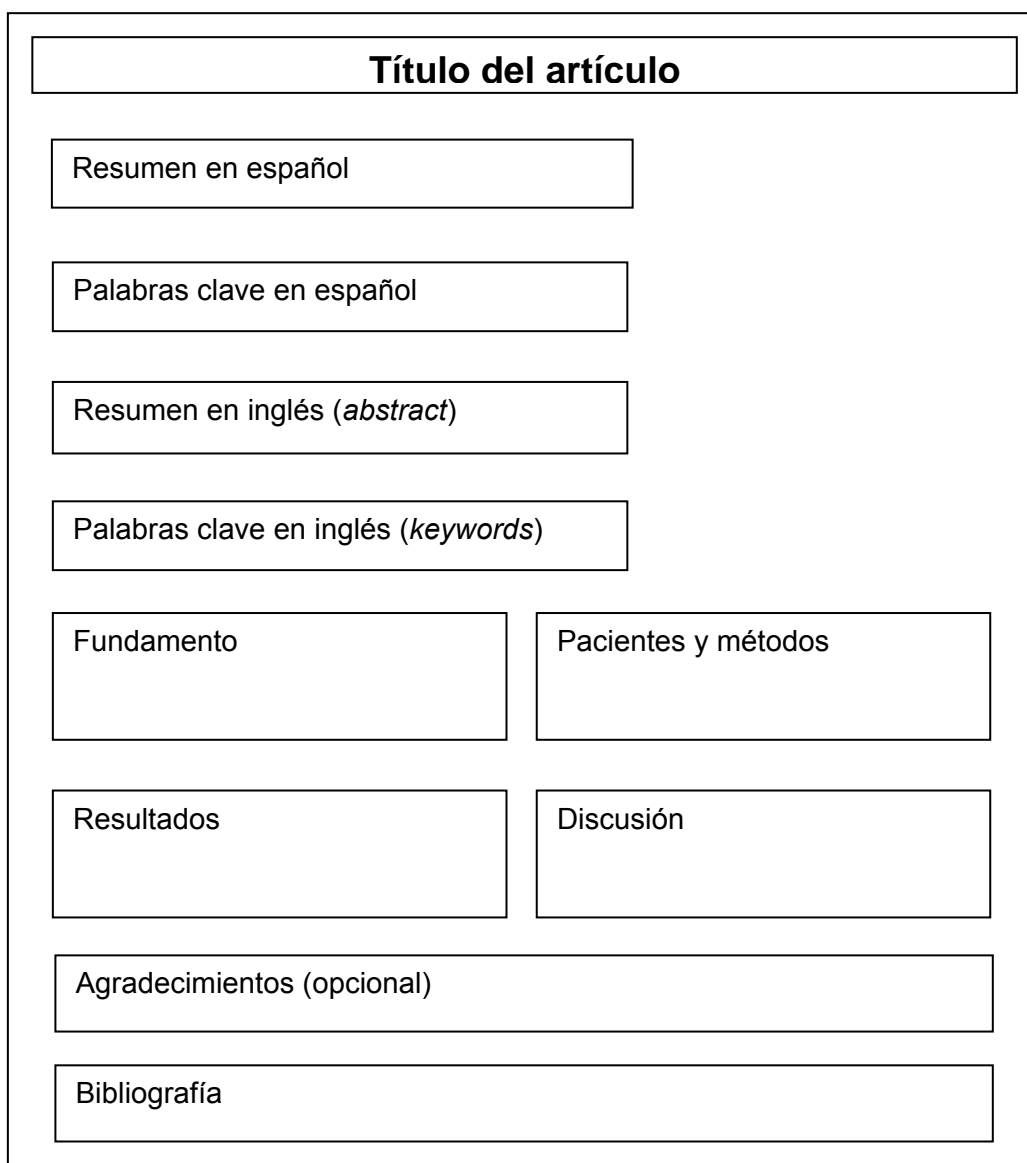 Título del artículo
Resumen en español
Palabras clave en español
Resumen en inglés (abstract)
Palabras clave en inglés (keywords)
Fundamento
Pacientes y métodos
Resultados
Discusión
Agradecimientos (opcional)
Bibliografía